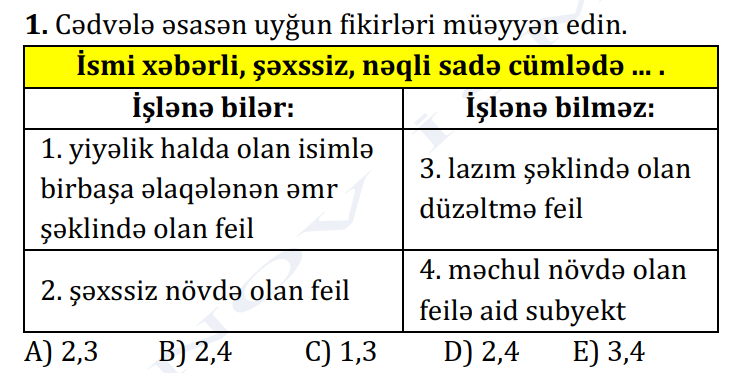 1. Cədvələ əsasən uyğun fikirləri müəyyən edin.
İsmi xəbərli, şəxssiz, nəqli sadə cümlədə ... .
İşlənə bilər:
İşlənə bilməz:
1. yiyəlik halda olan isimlə
birbaşa əlaqələnən əmr
şəklində olan feil
3. lazım şəklində olan
düzəltmə feil
2. şəxssiz növdə olan feil
4. məchul növdə olan
feilə aid subyekt
A) 2,3 B) 2,4 C) 1,3 D) 2,4 E) 3,4